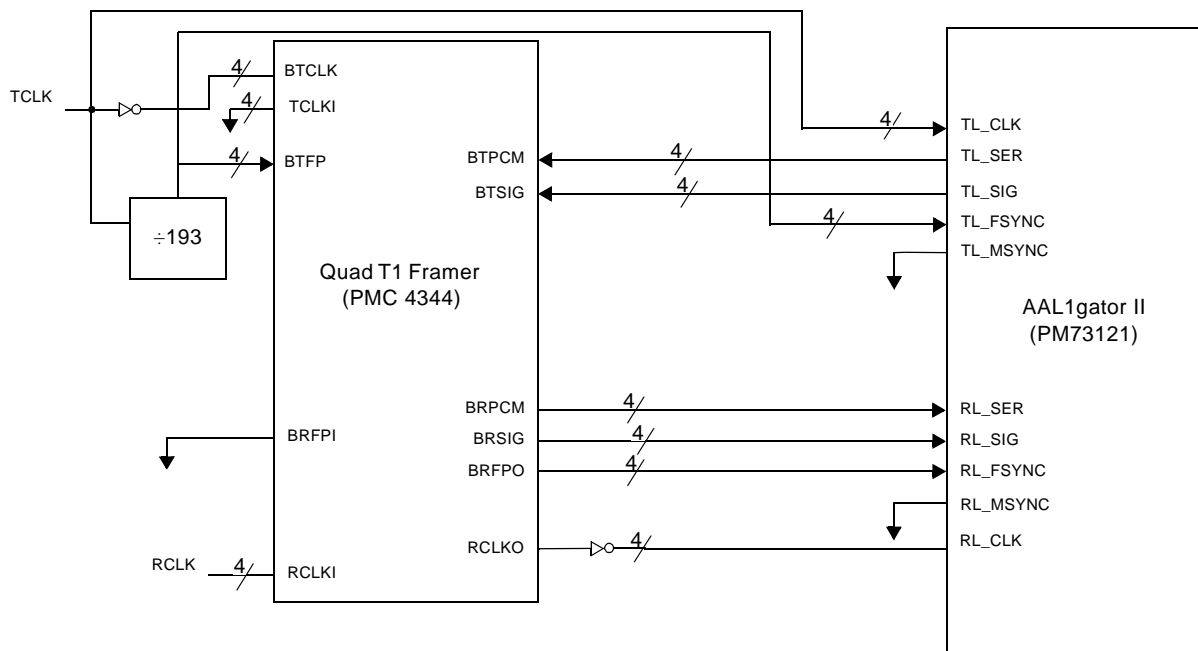 TCLK
÷193
4
BTCLK
4
TCLKI
4
BTFP
Quad T1 Framer
(PMC 4344)
BRFPI
RCLK
4
RCLKI
BTPCM
4
BTSIG
4
BRPCM
4
BRSIG
4
BRFPO
4
RCLKO
4
4
TL_CLK
TL_SER
TL_SIG
4
TL_FSYNC
TL_MSYNC
AAL1gator II
(PM73121)
RL_SER
RL_SIG
RL_FSYNC
RL_MSYNC
RL_CLK